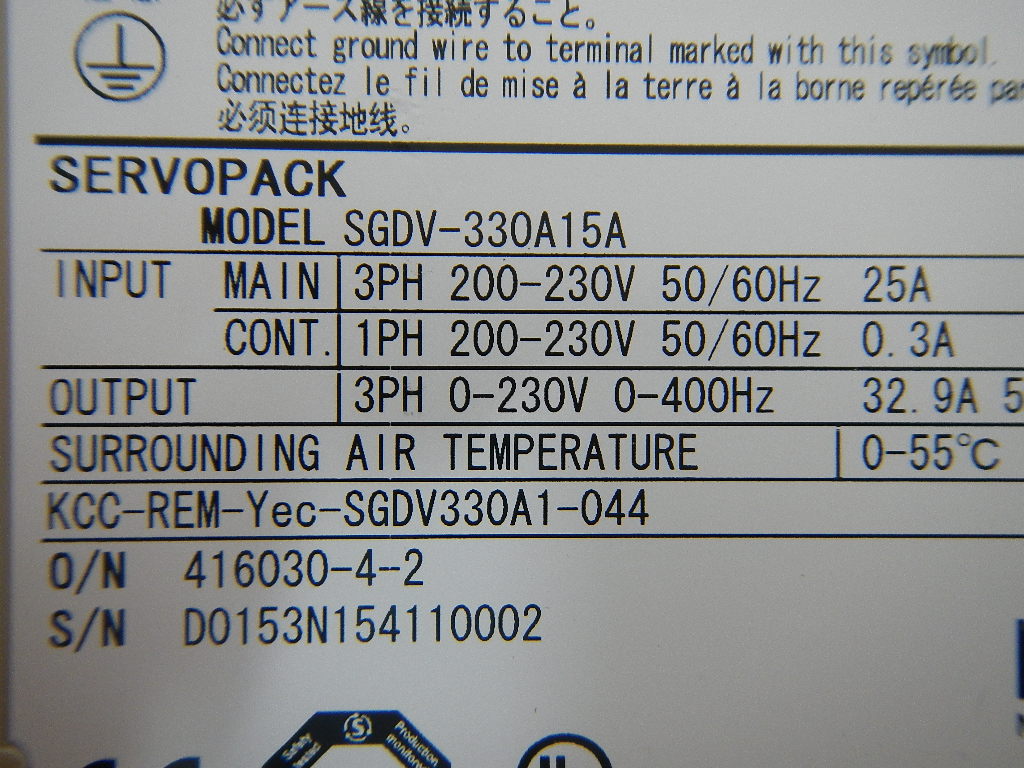 必ずアース線を接続すること。
Connect ground wire to terminal marked with this symbol.
Connectez le fil de mise à la terre à la borne repérée par
必须连接地线。
SERVOPACK
MODEL SGDV-330A15A
INPUT MAIN 3PH 200-230V 50/60Hz 25A
CONT. 1PH 200-230V 50/60Hz 0.3A
OUTPUT 3PH 0-230V 0-400Hz 32.9A 5
SURROUNDING AIR TEMPERATURE 0-55℃
KCC-REM-Yec-SGDV330A1-044
O/N 416030-4-2
S/N D0153N154110002
Safety
S
Production